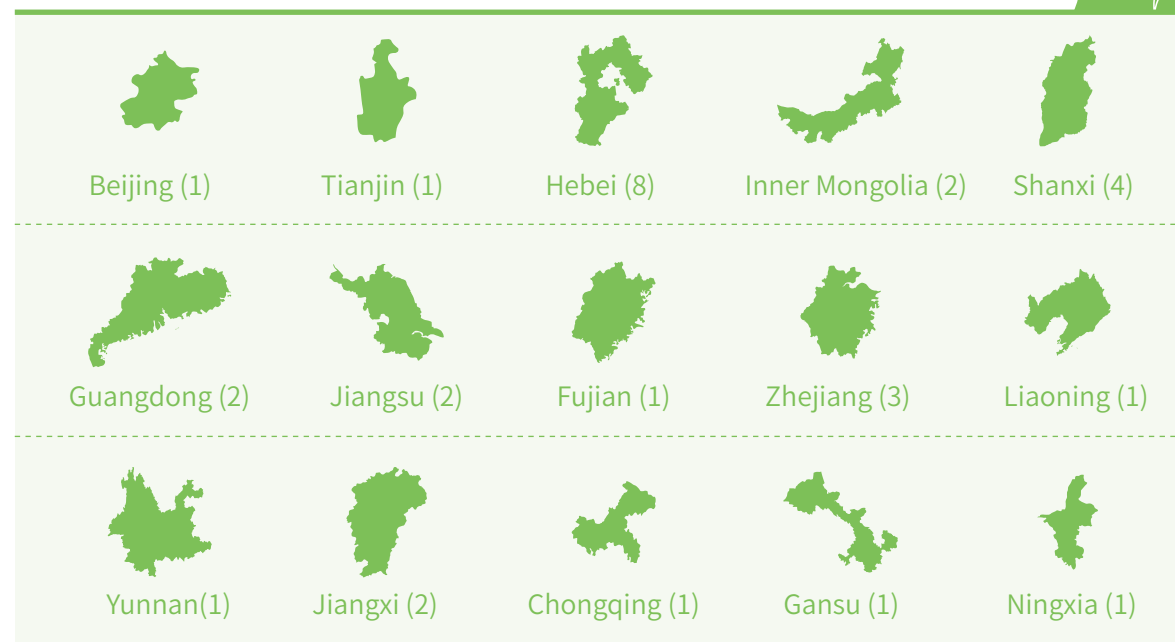 Beijing (1)
Tianjin (1)
Hebei (8)
Inner Mongolia (2)
Shanxi (4)
Guangdong (2)
Jiangsu (2)
Fujian (1)
Zhejiang (3)
Liaoning (1)
Yunnan(1)
Jiangxi (2)
Chongqing (1)
Gansu (1)
Ningxia (1)